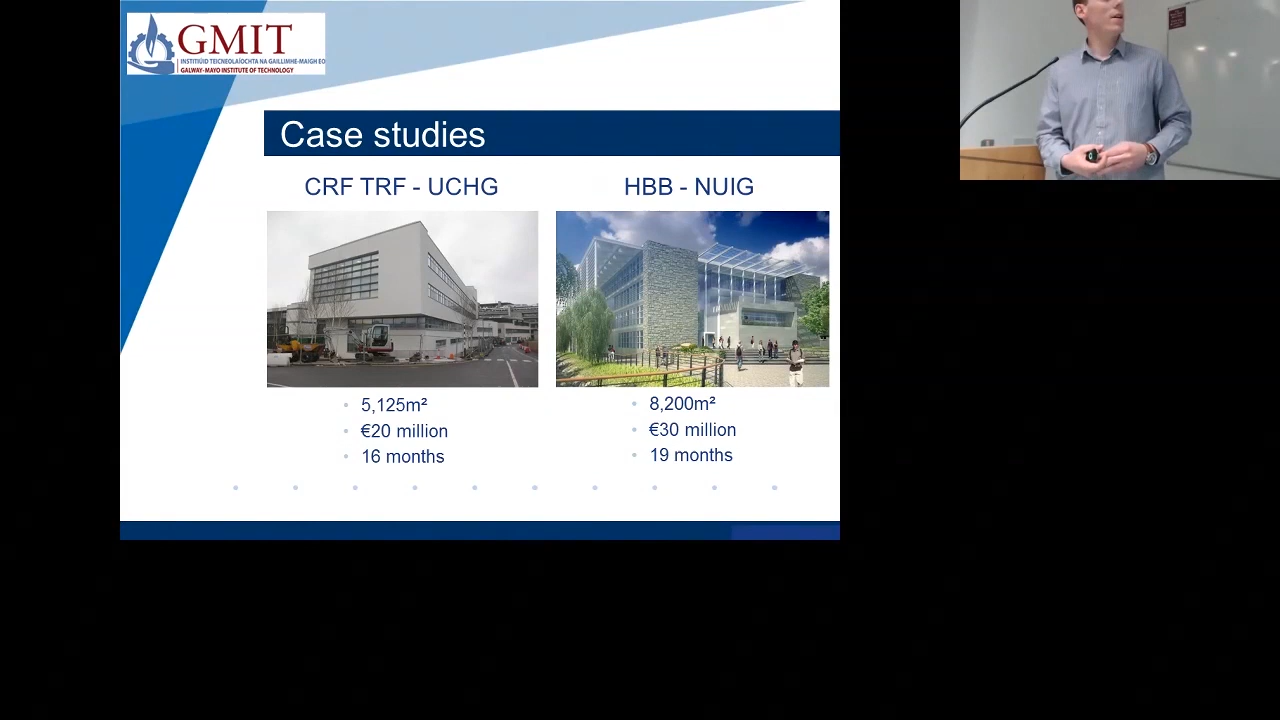 GMIT
INSTITIÚID TEICNEOLAÍOCHTA NA GAILLIMHE-MAIGH EO
GALWAY-MAYO INSTITUTE OF TECHNOLOGY
Case studies
CRF TRF - UCHG
5,125m²
€20 million
16 months
HBB - NUIG
8,200m²
€30 million
19 months